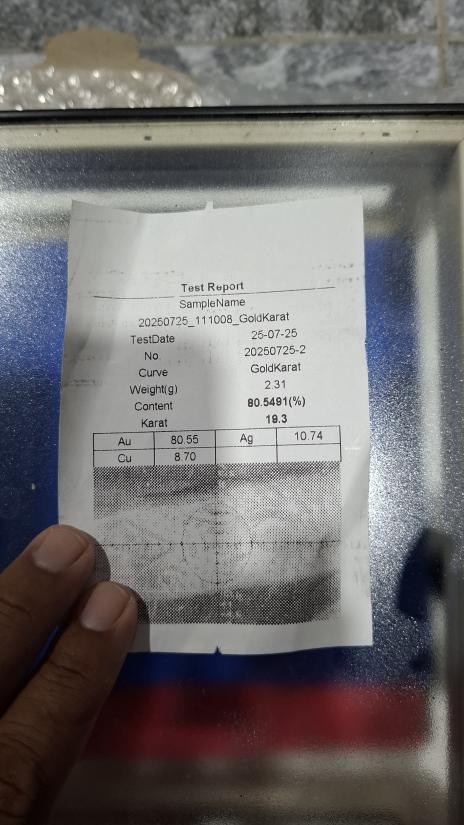 Test Report
SampleName
20250725_111008_GoldKarat
TestDate 25-07-25
No 20250725-2
Curve GoldKarat
Weight(g) 2.31
Content 80.5491(%)
Karat 19.3
Au 80.55 Ag 10.74
Cu 8.70